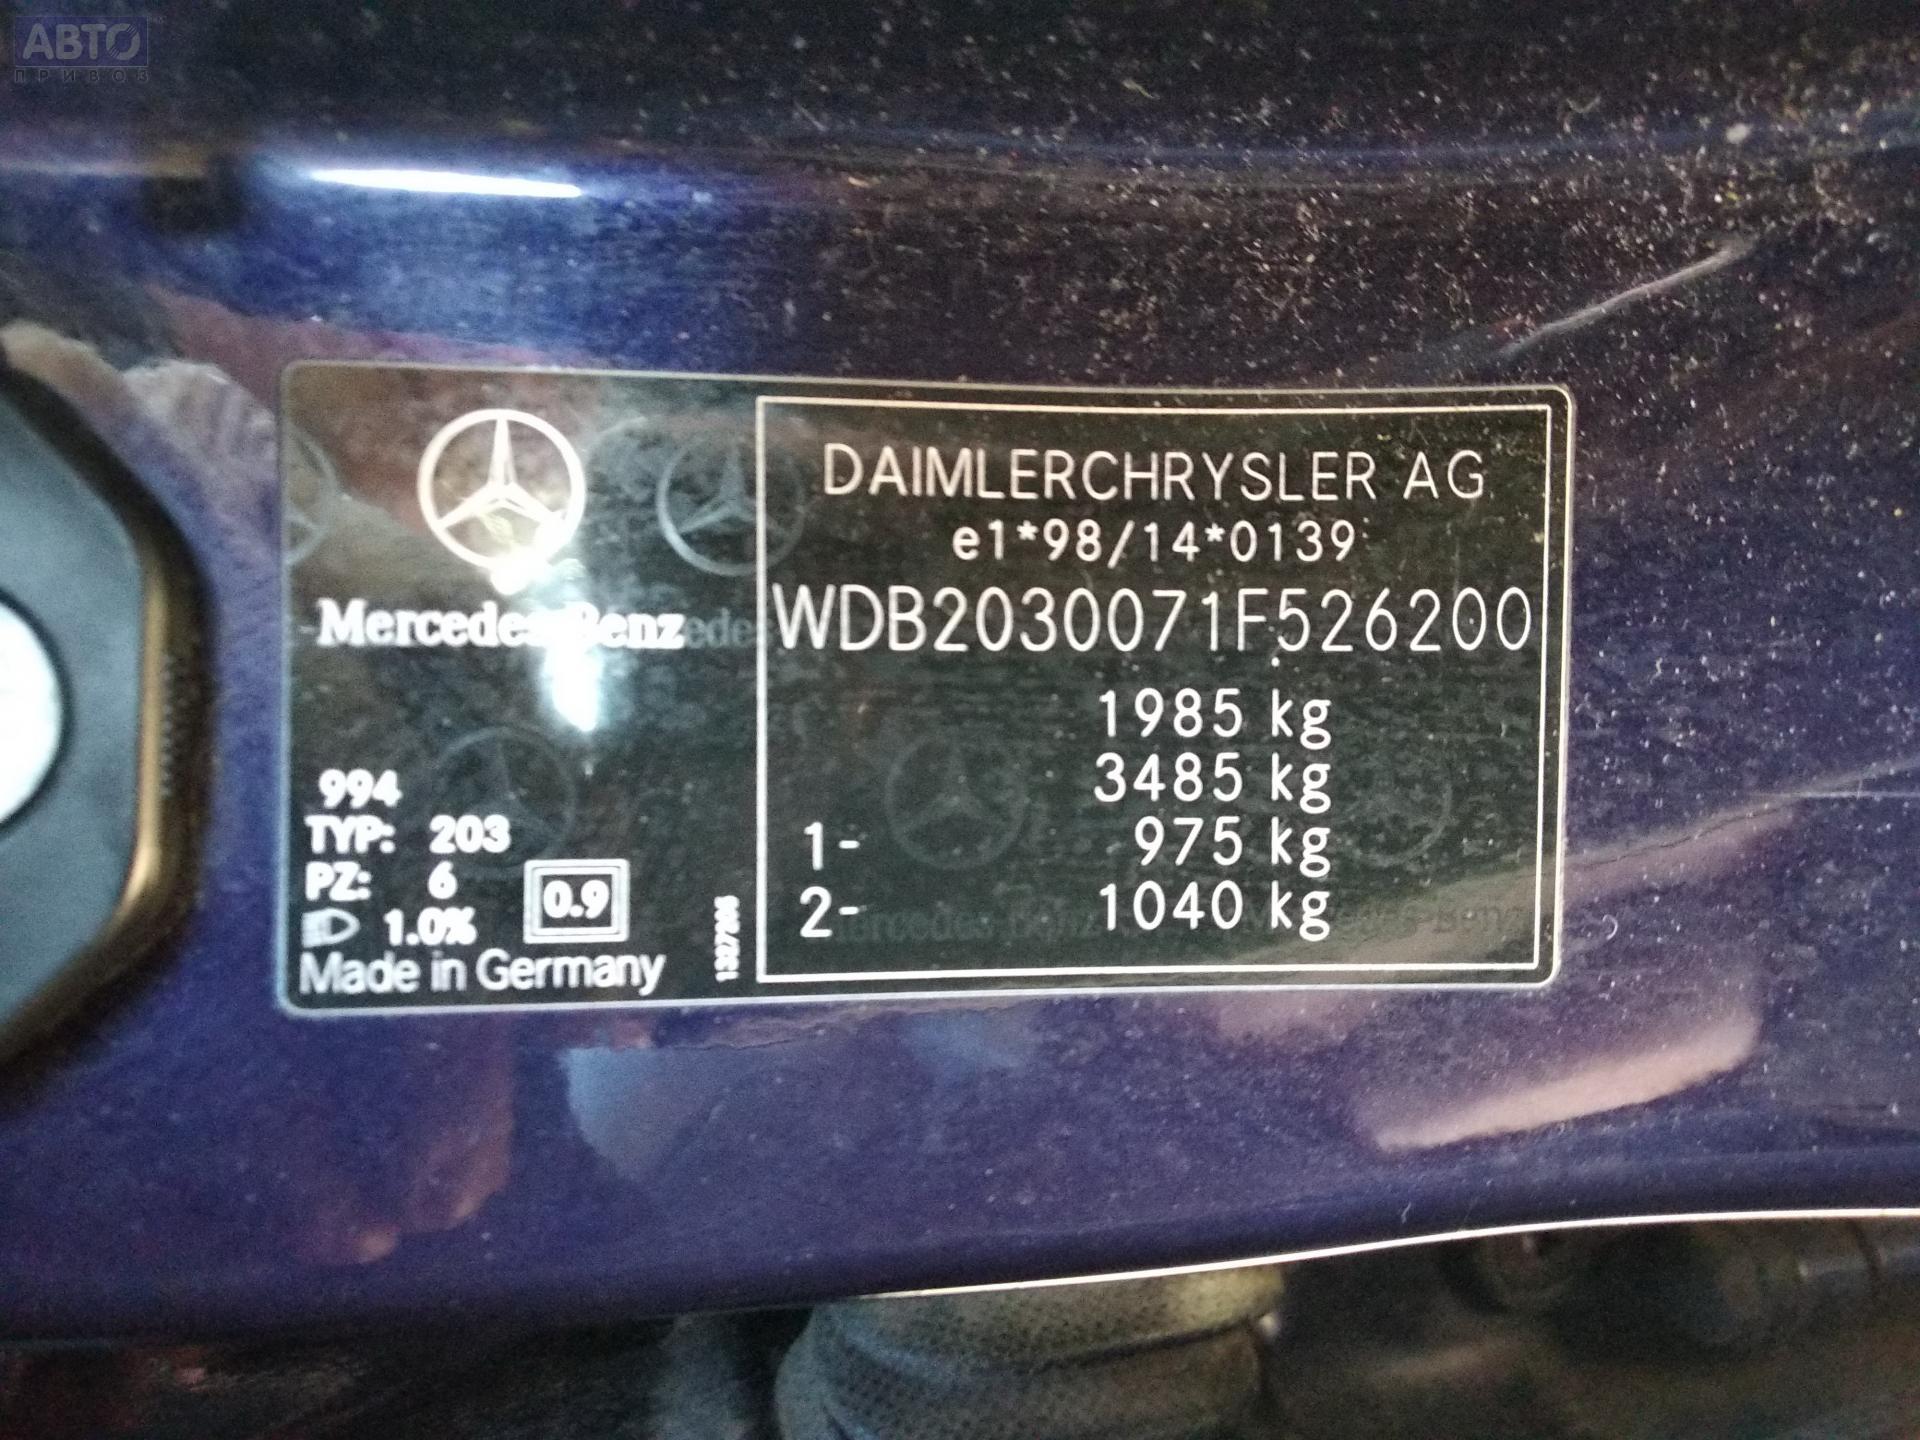 АВТО
ПРИВОЗ
Mercedes-Benz
994
TYP: 203
PZ: 6
1.0%
0.9
Made in Germany
1327206
DAIMLERCHRYSLER AG
e1*98/14*0139
WDB2030071F526200
1985 kg
3485 kg
1- 975 kg
2- 1040 kg